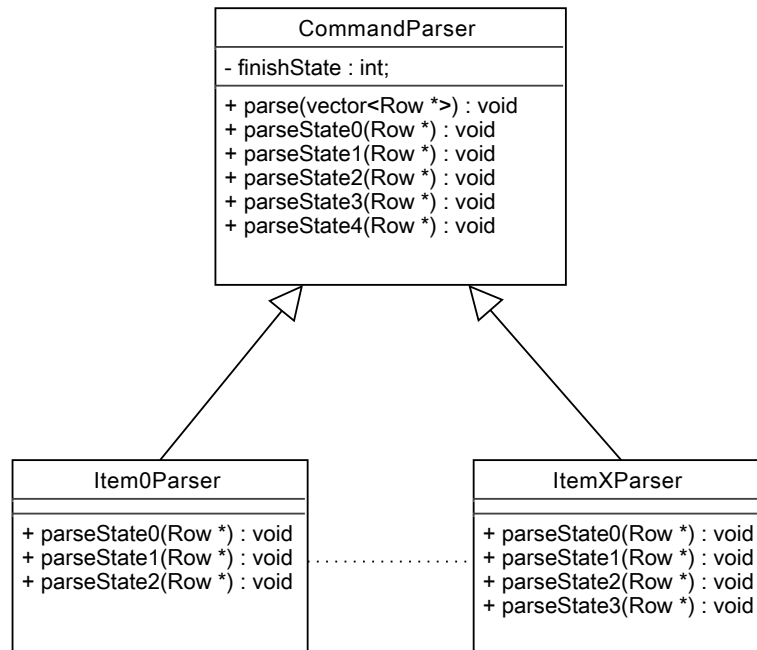 CommandParser
- finishState : int;
+ parse(vector<Row *>) : void
+ parseState0(Row *) : void
+ parseState1(Row *) : void
+ parseState2(Row *) : void
+ parseState3(Row *) : void
+ parseState4(Row *) : void
Item0Parser
+ parseState0(Row *) : void
+ parseState1(Row *) : void
+ parseState2(Row *) : void
ItemXParser
+ parseState0(Row *) : void
+ parseState1(Row *) : void
+ parseState2(Row *) : void
+ parseState3(Row *) : void